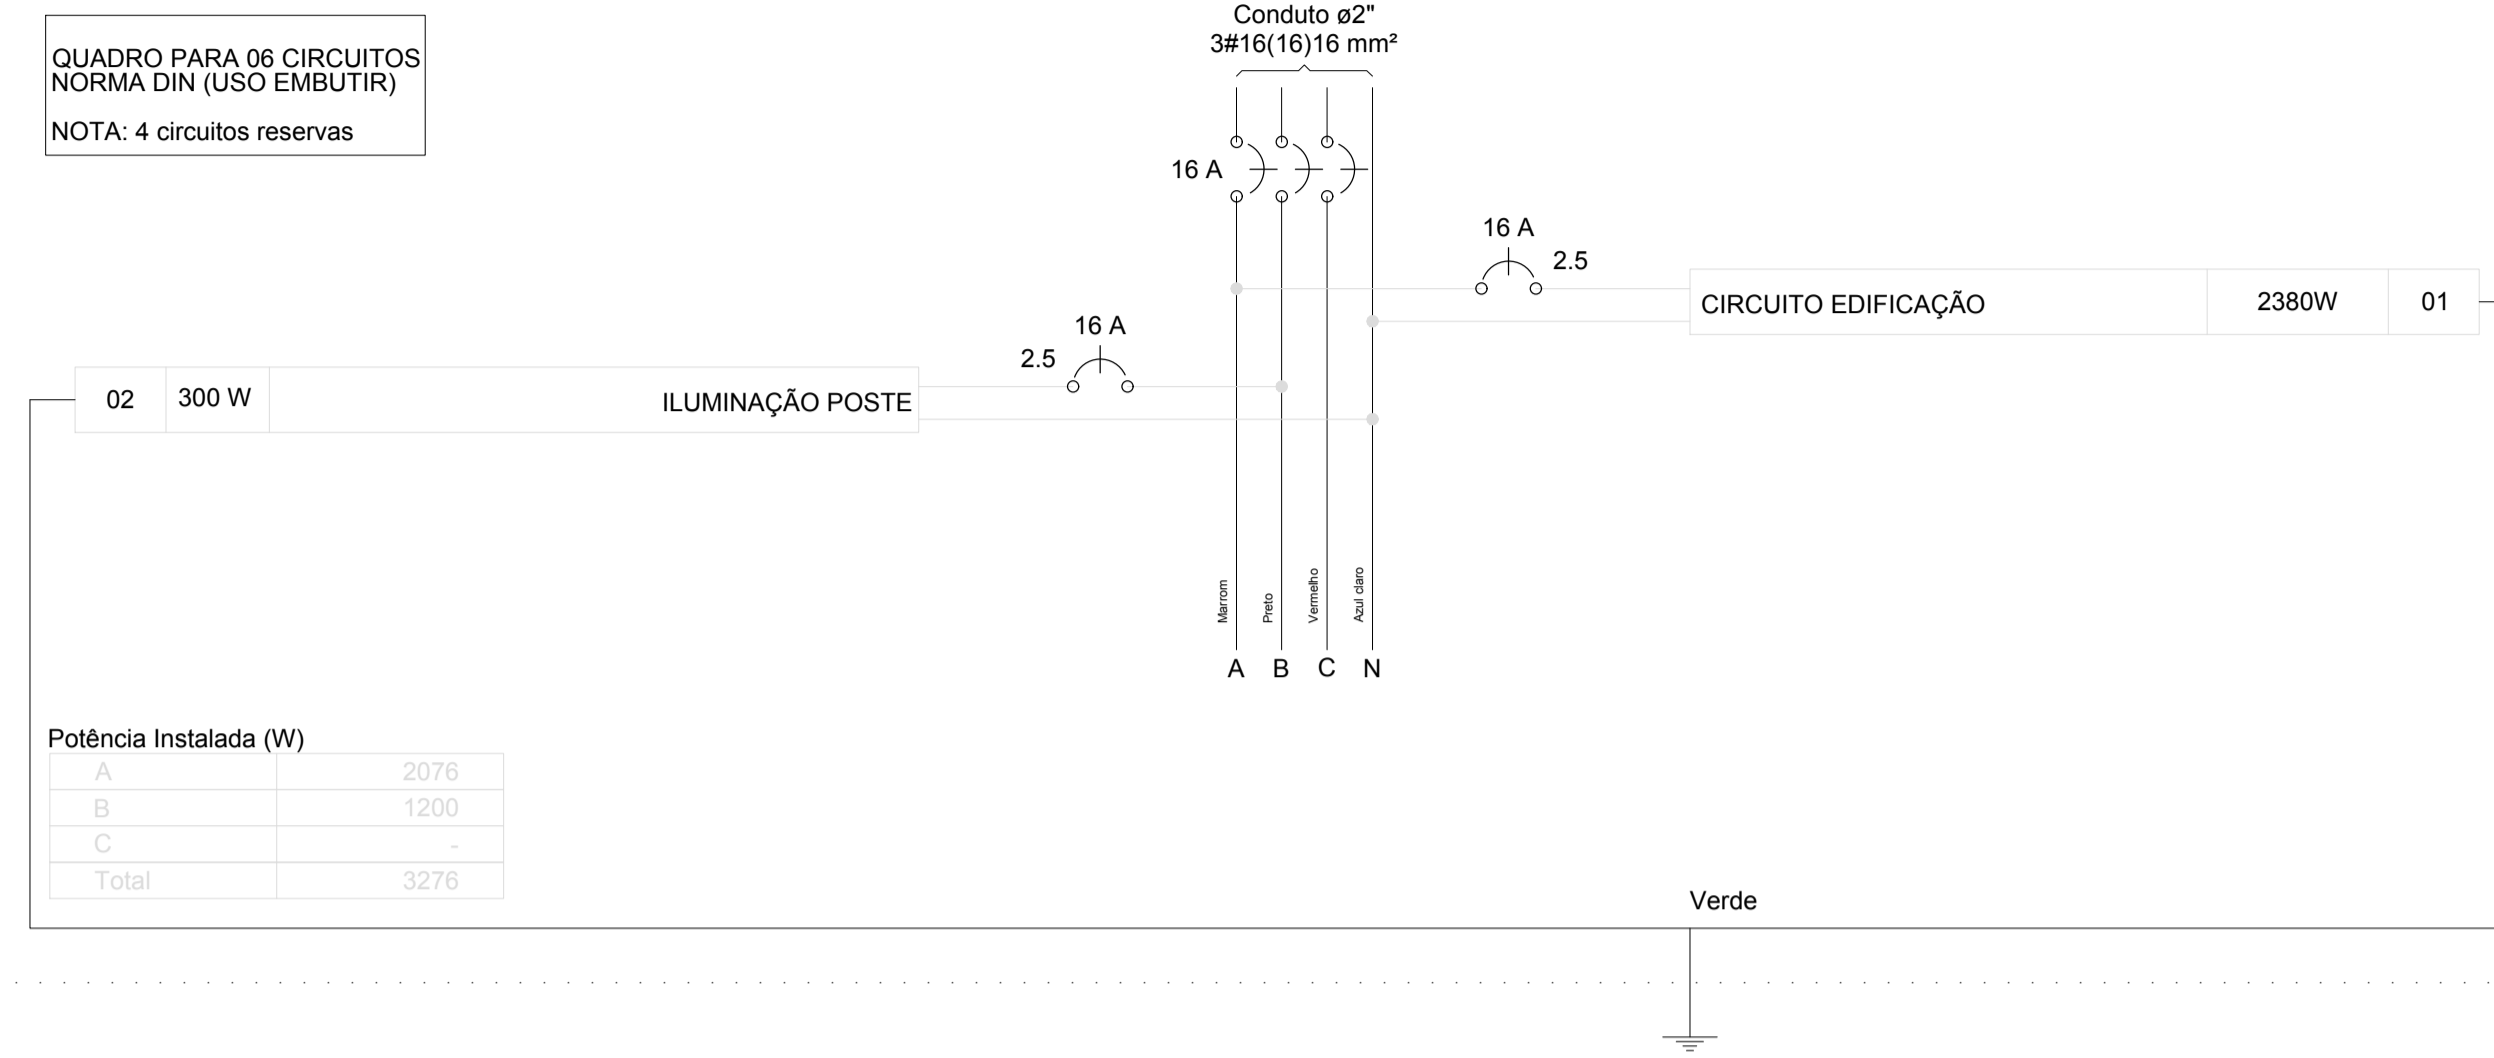 Conduto ø2"
3#16(16)16 mm²
QUADRO PARA 06 CIRCUITOS
NORMA DIN (USO EMBUTIR)
NOTA: 4 circuitos reservas
16 A
16 A
2.5
CIRCUITO EDIFICAÇÃO 2380W 01
16 A
2.5
02 300 W ILUMINAÇÃO POSTE
Marrom
Preto
Vermelho
Azul claro
A B C N
Potência Instalada (W)
A 2076
B 1200
C -
Total 3276
Verde